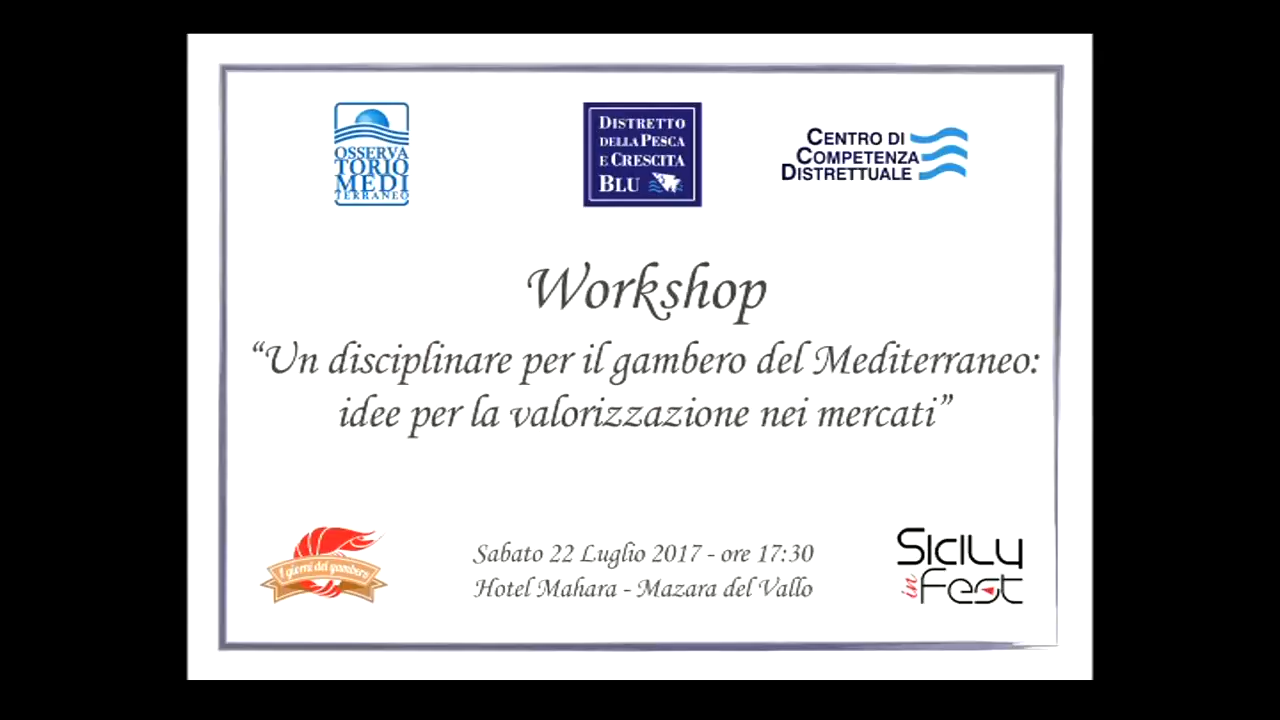 OSSERVA
TORIO
MEDI
TERRANEO
DISTRETTO
DELLA PESCA
E CRESCITA
BLU
CENTRO DI
COMPETENZA
DISTRETTUALE
Workshop
“Un disciplinare per il gambero del Mediterraneo:
idee per la valorizzazione nei mercati”
I giorni del gambero
Sabato 22 Luglio 2017 - ore 17:30
Hotel Mahara - Mazara del Vallo
Sicily
in Fest